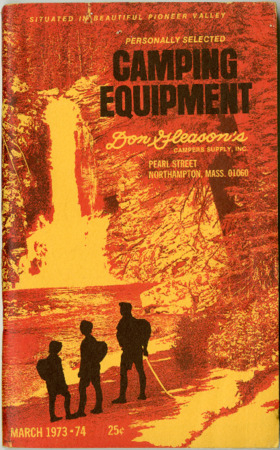 SITUATED IN BEAUTIFUL PIONEER VALLEY
PERSONALLY SELECTED
CAMPING
EQUIPMENT
Don Gleason's
CAMPERS SUPPLY, INC.
PEARL STREET
NORTHAMPTON, MASS. 01060
MARCH 1973 • 74
25¢